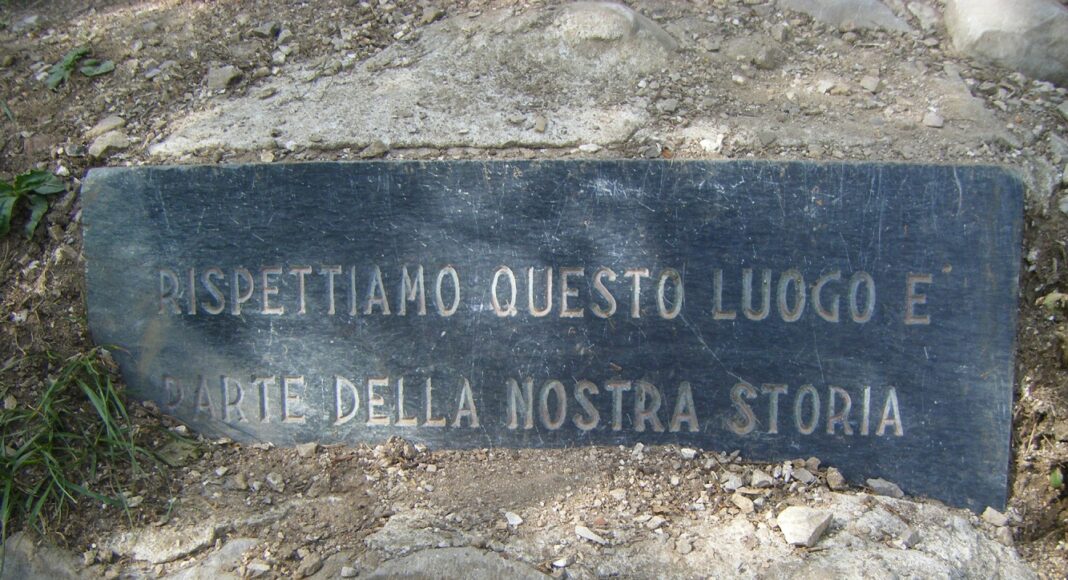 RISPETTIAMO QUESTO LUOGO E'
PARTE DELLA NOSTRA STORIA